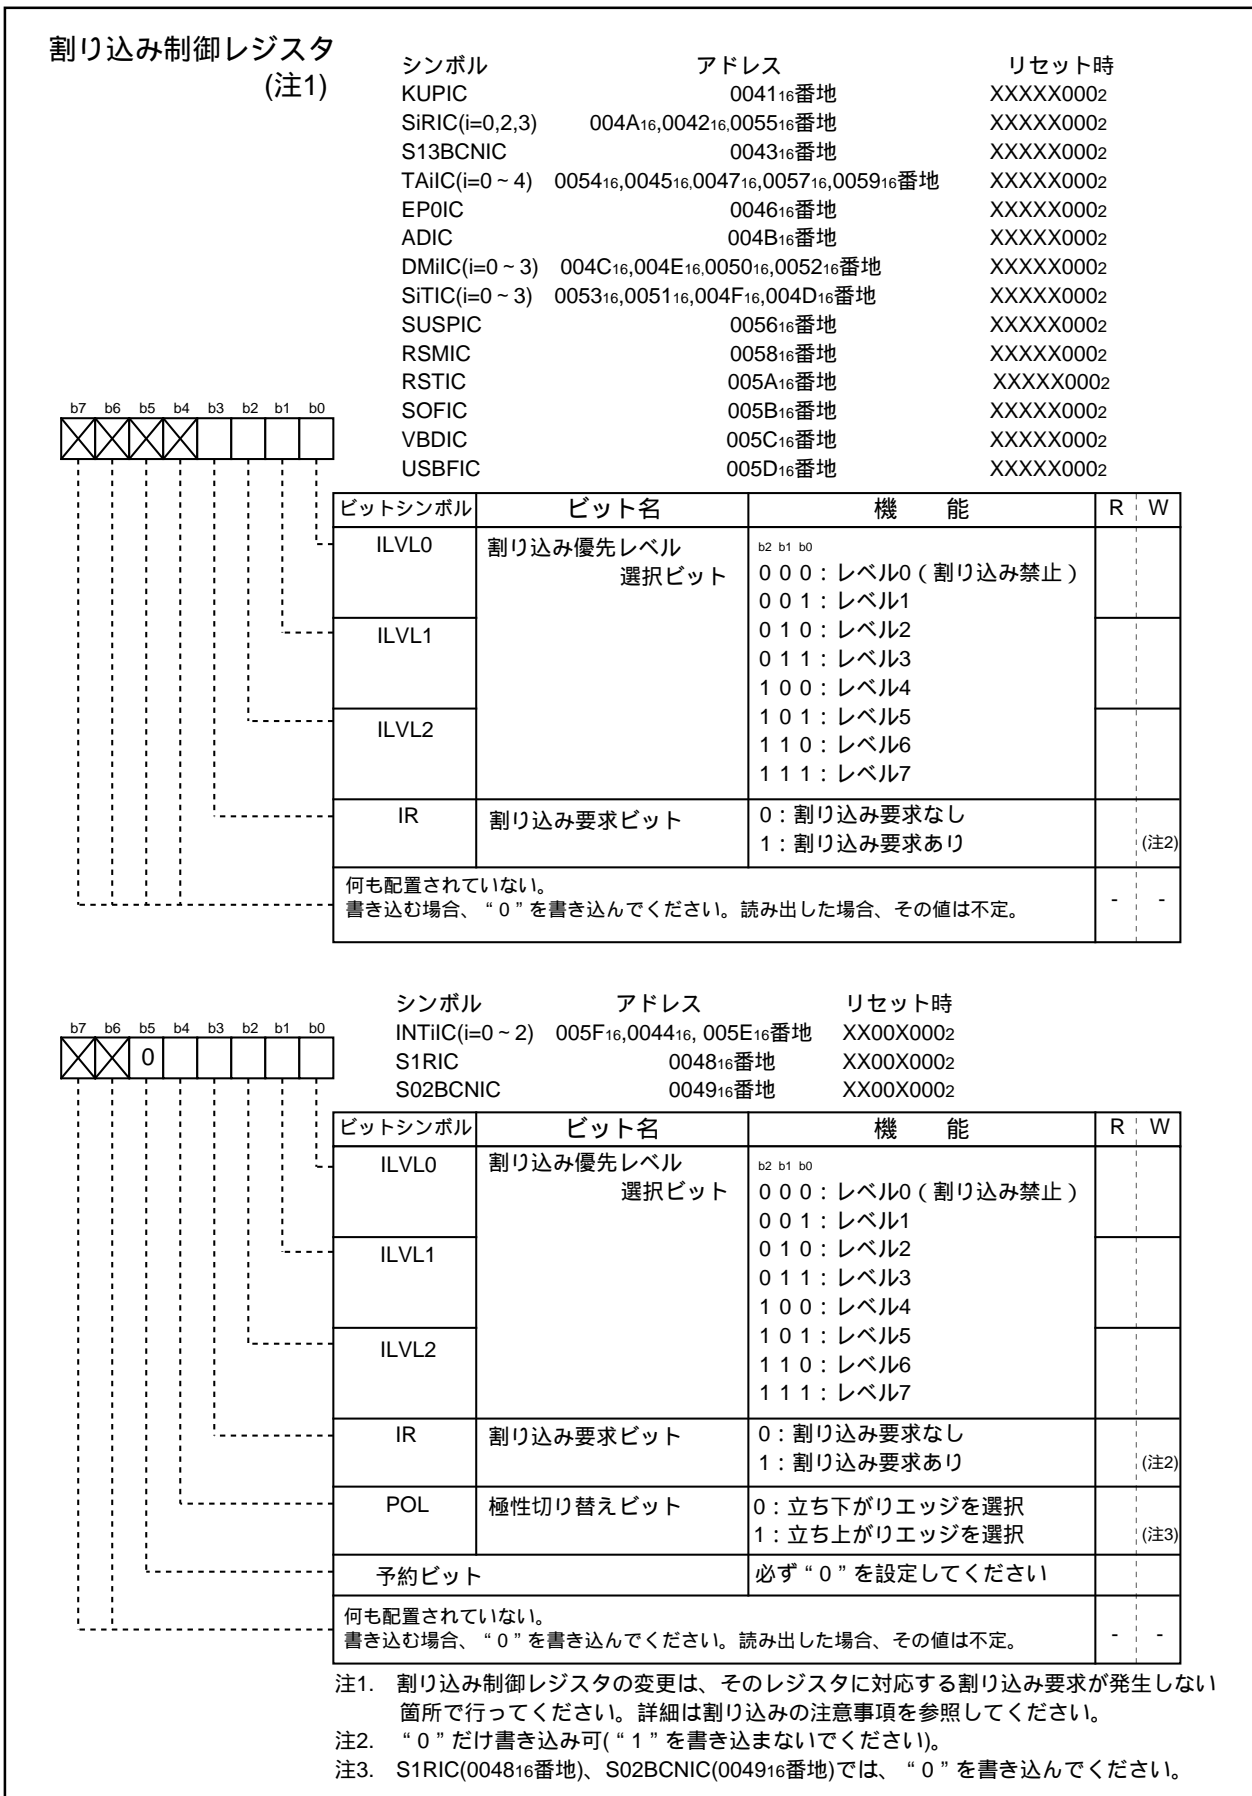 割り込み制御レジスタ
(注1)
シンボル アドレス リセット時
KUPIC 004116番地 XXXXX0002
SiRIC(i=0,2,3) 004A16,004216,005516番地 XXXXX0002
S13BCNIC 004316番地 XXXXX0002
TAiIC(i=0~4) 005416,004516,004716,005716,005916番地 XXXXX0002
EP0IC 004616番地 XXXXX0002
ADIC 004B16番地 XXXXX0002
DMiIC(i=0~3) 004C16,004E16,005016,005216番地 XXXXX0002
SiTIC(i=0~3) 005316,005116,004F16,004D16番地 XXXXX0002
SUSPIC 005616番地 XXXXX0002
RSMIC 005816番地 XXXXX0002
RSTIC 005A16番地 XXXXX0002
SOFIC 005B16番地 XXXXX0002
VBDIC 005C16番地 XXXXX0002
USBFIC 005D16番地 XXXXX0002
b7 b6 b5 b4 b3 b2 b1 b0
ビットシンボル ビット名 機 能 R W
ILVL0 割り込み優先レベル
選択ビット
b2 b1 b0
0 0 0:レベル0(割り込み禁止)
0 0 1:レベル1
ILVL1 0 1 0:レベル2
0 1 1:レベル3
1 0 0:レベル4
ILVL2 1 0 1:レベル5
1 1 0:レベル6
1 1 1:レベル7
IR 割り込み要求ビット 0:割り込み要求なし
1:割り込み要求あり (注2)
何も配置されていない。
書き込む場合、“0”を書き込んでください。読み出した場合、その値は不定。 - -
シンボル アドレス リセット時
INTiIC(i=0~2) 005F16,004416, 005E16番地 XX00X0002
S1RIC 004816番地 XX00X0002
S02BCNIC 004916番地 XX00X0002
b7 b6 b5 b4 b3 b2 b1 b0
0
ビットシンボル ビット名 機 能 R W
ILVL0 割り込み優先レベル
選択ビット
b2 b1 b0
0 0 0:レベル0(割り込み禁止)
0 0 1:レベル1
ILVL1 0 1 0:レベル2
0 1 1:レベル3
1 0 0:レベル4
ILVL2 1 0 1:レベル5
1 1 0:レベル6
1 1 1:レベル7
IR 割り込み要求ビット 0:割り込み要求なし
1:割り込み要求あり (注2)
POL 極性切り替えビット 0:立ち下がりエッジを選択
1:立ち上がりエッジを選択 (注3)
予約ビット 必ず“0”を設定してください
何も配置されていない。
書き込む場合、“0”を書き込んでください。読み出した場合、その値は不定。 - -
注1. 割り込み制御レジスタの変更は、そのレジスタに対応する割り込み要求が発生しない
箇所で行ってください。詳細は割り込みの注意事項を参照してください。
注2. “0”だけ書き込み可(“1”を書き込まないでください)。
注3. S1RIC(004816番地)、S02BCNIC(004916番地)では、“0”を書き込んでください。